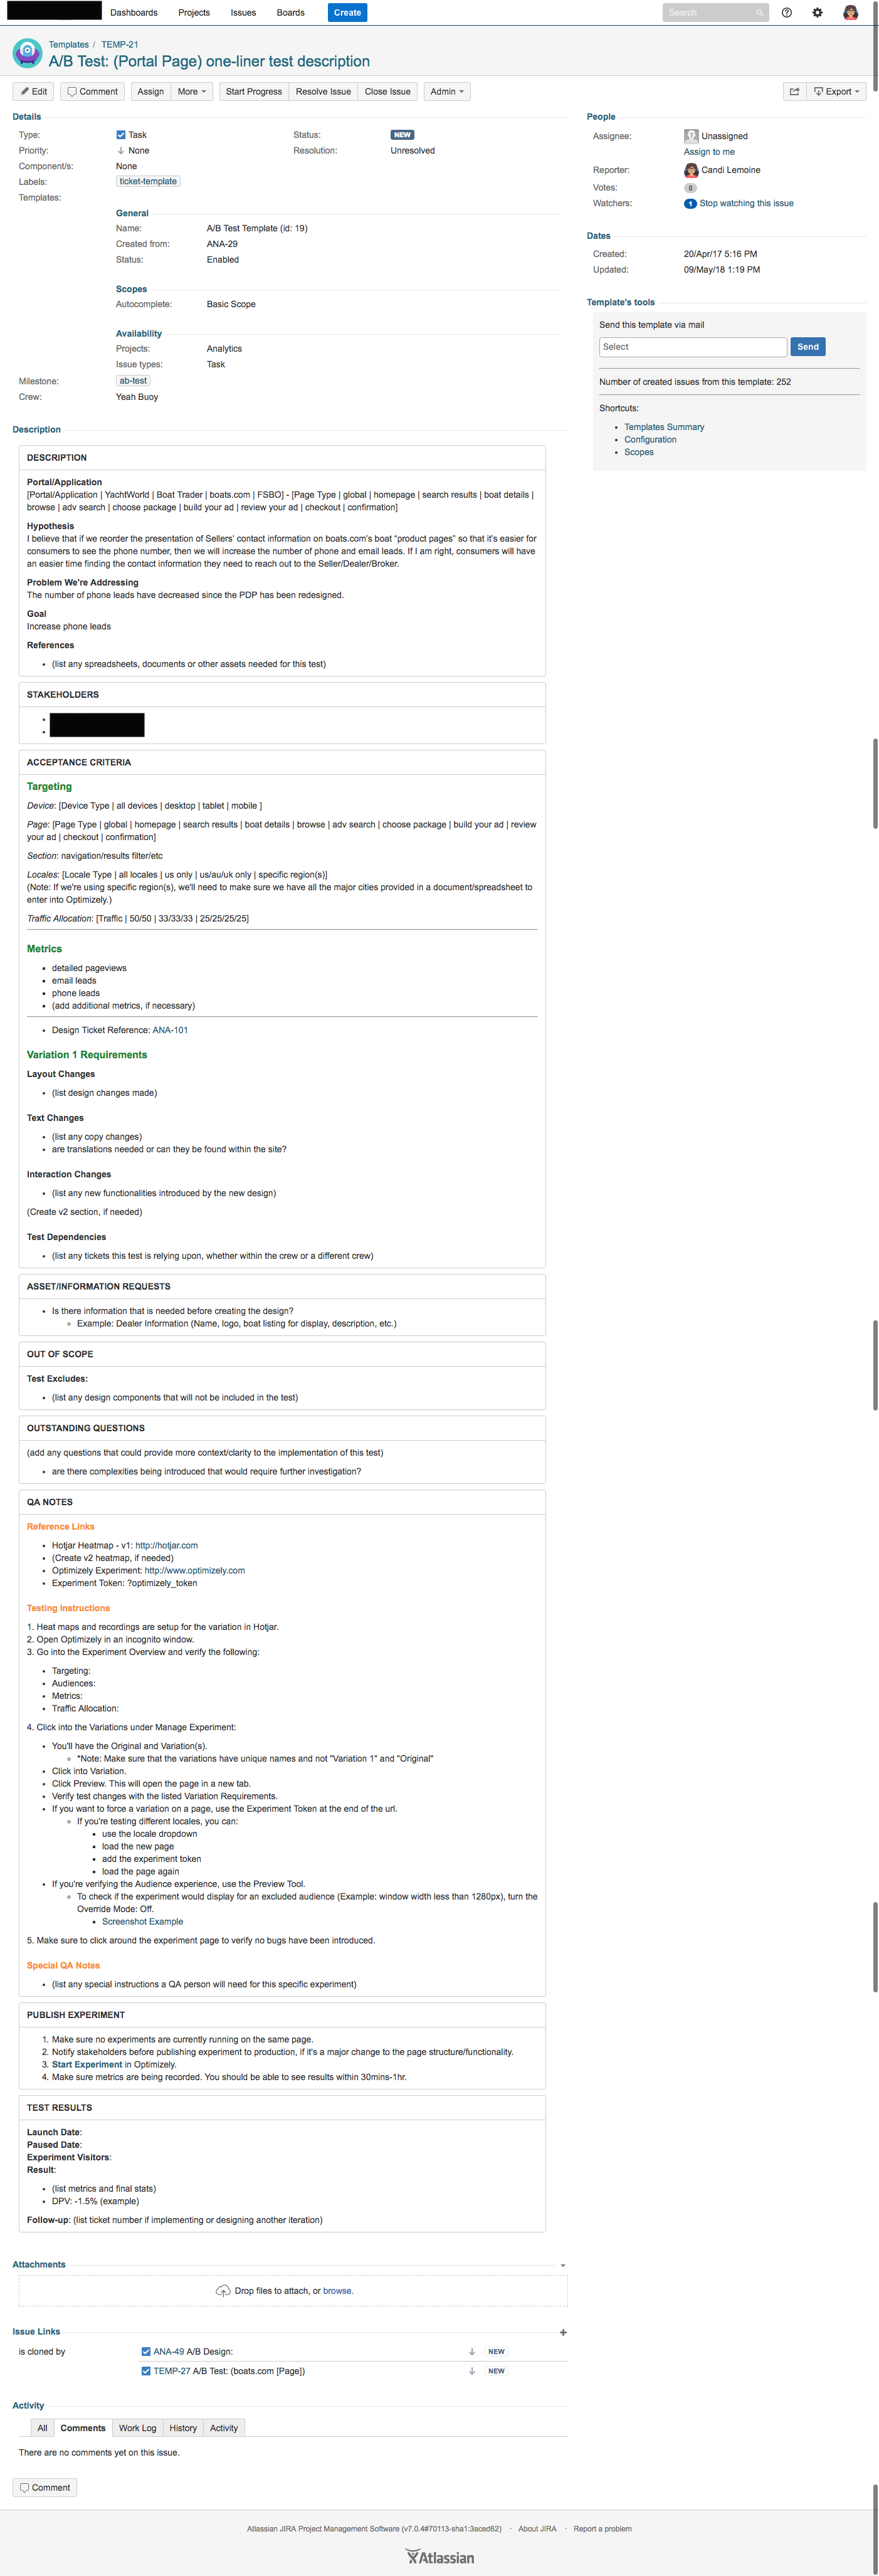 Dashboards Projects Issues Boards Create Search
Templates / TEMP-21
A/B Test: (Portal Page) one-liner test description
Edit Comment Assign More Start Progress Resolve Issue Close Issue Admin Export
Details
Type: Task Status: NEW
Priority: None Resolution: Unresolved
Component/s: None
Labels: ticket-template
Templates:
General
Name: A/B Test Template (id: 19)
Created from: ANA-29
Status: Enabled
Scopes
Autocomplete: Basic Scope
Availability
Projects: Analytics
Issue types: Task
Milestone: ab-test
Crew: Yeah Buoy
People
Assignee: Unassigned
Assign to me
Reporter: Candi Lemoine
Votes: 0
Watchers: 1 Stop watching this issue
Dates
Created: 20/Apr/17 5:16 PM
Updated: 09/May/18 1:19 PM
Template's tools
Send this template via mail
Select Send
Number of created issues from this template: 252
Shortcuts:
• Templates Summary
• Configuration
• Scopes
Description
DESCRIPTION
Portal/Application
[Portal/Application | YachtWorld | Boat Trader | boats.com | FSBO] - [Page Type | global | homepage | search results | boat details |
browse | adv search | choose package | build your ad | review your ad | checkout | confirmation]
Hypothesis
I believe that if we reorder the presentation of Sellers' contact information on boats.com's boat "product pages" so that it's easier for
consumers to see the phone number, then we will increase the number of phone and email leads. If I am right, consumers will have
an easier time finding the contact information they need to reach out to the Seller/Dealer/Broker.
Problem We're Addressing
The number of phone leads have decreased since the PDP has been redesigned.
Goal
Increase phone leads
References
• (list any spreadsheets, documents or other assets needed for this test)
STAKEHOLDERS
ACCEPTANCE CRITERIA
Targeting
Device: [Device Type | all devices | desktop | tablet | mobile ]
Page: [Page Type | global | homepage | search results | boat details | browse | adv search | choose package | build your ad | review
your ad | checkout | confirmation]
Section: navigation/results filter/etc
Locales: [Locale Type | all locales | us only | us/au/uk only | specific region(s)]
(Note: If we're using specific region(s), we'll need to make sure we have all the major cities provided in a document/spreadsheet to
enter into Optimizely.)
Traffic Allocation: [Traffic | 50/50 | 33/33/33 | 25/25/25/25]
Metrics
▪ detailed pageviews
▪ email leads
▪ phone leads
▪ (add additional metrics, if necessary)
• Design Ticket Reference: ANA-101
Variation 1 Requirements
Layout Changes
• (list design changes made)
Text Changes
• (list any copy changes)
• are translations needed or can they be found within the site?
Interaction Changes
• (list any new functionalities introduced by the new design)
(Create v2 section, if needed)
Test Dependencies
• (list any tickets this test is relying upon, whether within the crew or a different crew)
ASSET/INFORMATION REQUESTS
• Is there information that is needed before creating the design?
◦ Example: Dealer Information (Name, logo, boat listing for display, description, etc.)
OUT OF SCOPE
Test Excludes:
• (list any design components that will not be included in the test)
OUTSTANDING QUESTIONS
(add any questions that could provide more context/clarity to the implementation of this test)
• are there complexities being introduced that would require further investigation?
QA NOTES
Reference Links
• Hotjar Heatmap - v1: http://hotjar.com
• (Create v2 heatmap, if needed)
• Optimizely Experiment: http://www.optimizely.com
• Experiment Token: ?optimizely_token
Testing Instructions
1. Heat maps and recordings are setup for the variation in Hotjar.
2. Open Optimizely in an incognito window.
3. Go into the Experiment Overview and verify the following:
• Targeting:
• Audiences:
• Metrics:
• Traffic Allocation:
4. Click into the Variations under Manage Experiment:
• You'll have the Original and Variation(s).
◦ *Note: Make sure that the variations have unique names and not "Variation 1" and "Original"
• Click into Variation.
• Click Preview. This will open the page in a new tab.
• Verify test changes with the listed Variation Requirements.
• If you want to force a variation on a page, use the Experiment Token at the end of the url.
◦ If you're testing different locales, you can:
▪ use the locale dropdown
▪ load the new page
▪ add the experiment token
▪ load the page again
• If you're verifying the Audience experience, use the Preview Tool.
◦ To check if the experiment would display for an excluded audience (Example: window width less than 1280px), turn the
Override Mode: Off.
▪ Screenshot Example
5. Make sure to click around the experiment page to verify no bugs have been introduced.
Special QA Notes
• (list any special instructions a QA person will need for this specific experiment)
PUBLISH EXPERIMENT
1. Make sure no experiments are currently running on the same page.
2. Notify stakeholders before publishing experiment to production, if it's a major change to the page structure/functionality.
3. Start Experiment in Optimizely.
4. Make sure metrics are being recorded. You should be able to see results within 30mins-1hr.
TEST RESULTS
Launch Date:
Paused Date:
Experiment Visitors:
Result:
• (list metrics and final stats)
• DPV: -1.5% (example)
Follow-up: (list ticket number if implementing or designing another iteration)
Attachments
Drop files to attach, or browse.
Issue Links
is cloned by ANA-49 A/B Design: NEW
TEMP-27 A/B Test: (boats.com [Page]) NEW
Activity
All Comments Work Log History Activity
There are no comments yet on this issue.
Comment
Atlassian JIRA Project Management Software (v7.0.4#70113-sha1:3aced62) · About JIRA · Report a problem
Atlassian